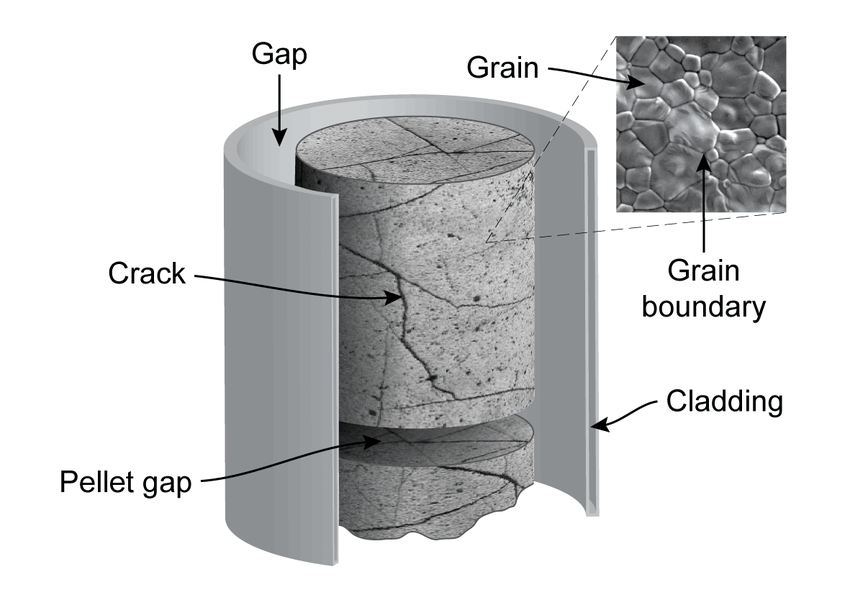 Gap
Grain
Crack
Grain
boundary
Cladding
Pellet gap